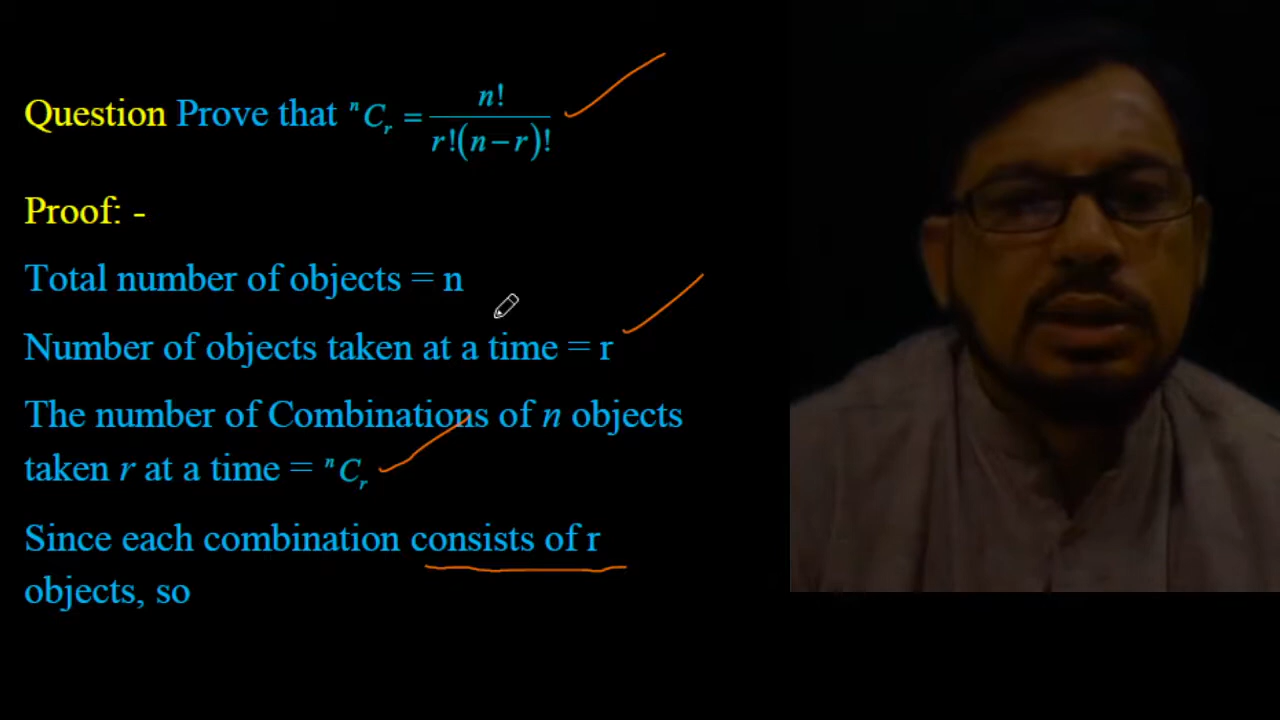 Question Prove that ⁿCᵣ = n! / r!(n−r)!
Proof: -
Total number of objects = n
Number of objects taken at a time = r
The number of Combinations of n objects
taken r at a time = ⁿCᵣ
Since each combination consists of r
objects, so